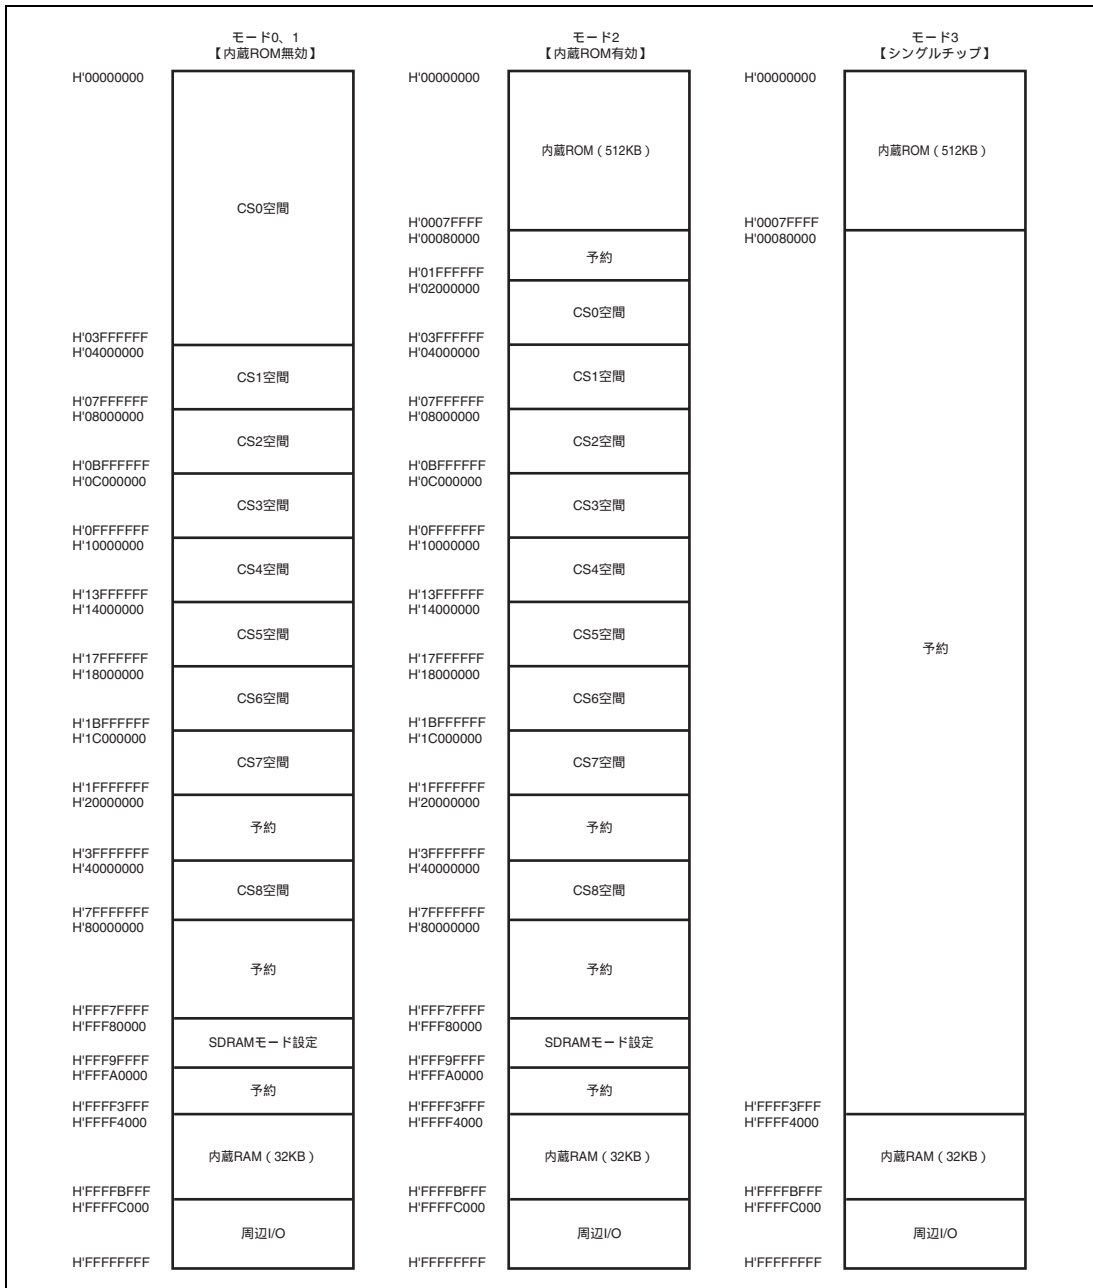 モード0、1
【内蔵ROM無効】
H'00000000
CS0空間
H'03FFFFFF
H'04000000
CS1空間
H'07FFFFFF
H'08000000
CS2空間
H'0BFFFFFF
H'0C000000
CS3空間
H'0FFFFFFF
H'10000000
CS4空間
H'13FFFFFF
H'14000000
CS5空間
H'17FFFFFF
H'18000000
CS6空間
H'1BFFFFFF
H'1C000000
CS7空間
H'1FFFFFFF
H'20000000
予約
H'3FFFFFFF
H'40000000
CS8空間
H'7FFFFFFF
H'80000000
予約
H'FFF7FFFF
H'FFF80000
SDRAMモード設定
H'FFF9FFFF
H'FFFA0000
予約
H'FFFF3FFF
H'FFFF4000
内蔵RAM（32KB）
H'FFFFBFFF
H'FFFFC000
周辺I/O
H'FFFFFFFF
モード2
【内蔵ROM有効】
H'00000000
内蔵ROM（512KB）
H'0007FFFF
H'00080000
予約
H'01FFFFFF
H'02000000
CS0空間
H'03FFFFFF
H'04000000
CS1空間
H'07FFFFFF
H'08000000
CS2空間
H'0BFFFFFF
H'0C000000
CS3空間
H'0FFFFFFF
H'10000000
CS4空間
H'13FFFFFF
H'14000000
CS5空間
H'17FFFFFF
H'18000000
CS6空間
H'1BFFFFFF
H'1C000000
CS7空間
H'1FFFFFFF
H'20000000
予約
H'3FFFFFFF
H'40000000
CS8空間
H'7FFFFFFF
H'80000000
予約
H'FFF7FFFF
H'FFF80000
SDRAMモード設定
H'FFF9FFFF
H'FFFA0000
予約
H'FFFF3FFF
H'FFFF4000
内蔵RAM（32KB）
H'FFFFBFFF
H'FFFFC000
周辺I/O
H'FFFFFFFF
モード3
【シングルチップ】
H'00000000
内蔵ROM（512KB）
H'0007FFFF
H'00080000
予約
H'FFFF3FFF
H'FFFF4000
内蔵RAM（32KB）
H'FFFFBFFF
H'FFFFC000
周辺I/O
H'FFFFFFFF